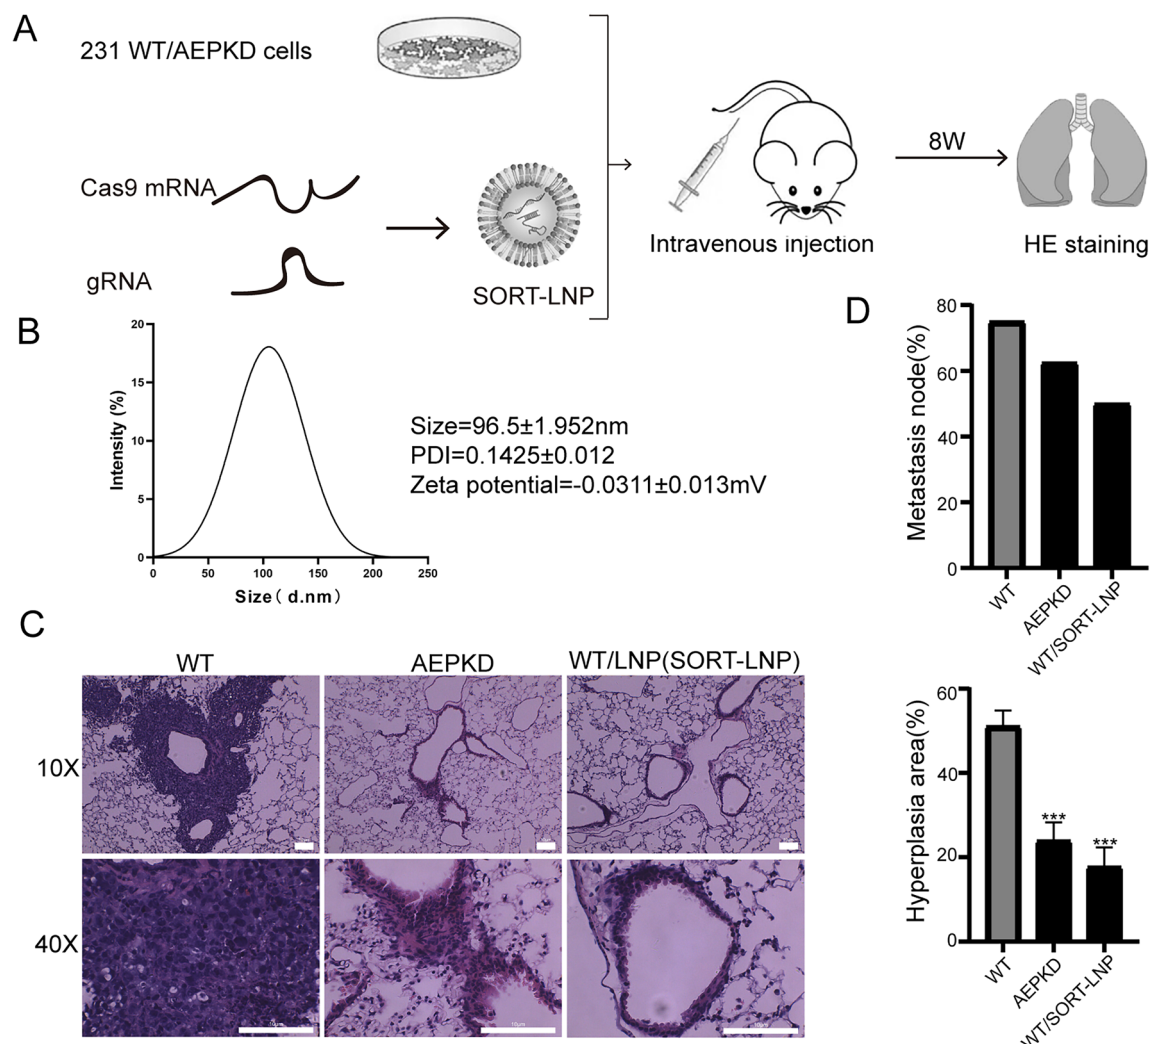 A
231 WT/AEPKD cells
Cas9 mRNA
gRNA
SORT-LNP
Intravenous injection
8W
HE staining
B
Intensity (%)
20
15
10
5
0
0 50 100 150 200 250
Size( d.nm)
Size=96.5±1.952nm
PDI=0.1425±0.012
Zeta potential=-0.0311±0.013mV
C
WT AEPKD WT/LNP(SORT-LNP)
10X
40X
10μm 10μm 10μm
D
Metastasis node(%)
80
60
40
20
0
WT AEPKD WT/SORT-LNP
Hyperplasia area(%)
60
40
20
0
*** ***
WT AEPKD WT/SORT-LNP